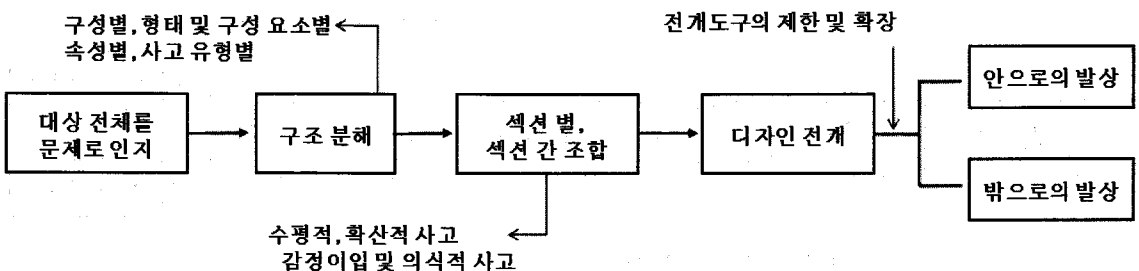 구성별, 형태 및 구성 요소별
속성별, 사고 유형별
전개도구의 제한 및 확장
대상 전체를
문제로 인지
구조 분해
섹션 별,
섹션 간 조합
디자인 전개
안으로의 발상
밖으로의 발상
수평적, 확산적 사고
감정이입 및 의식적 사고